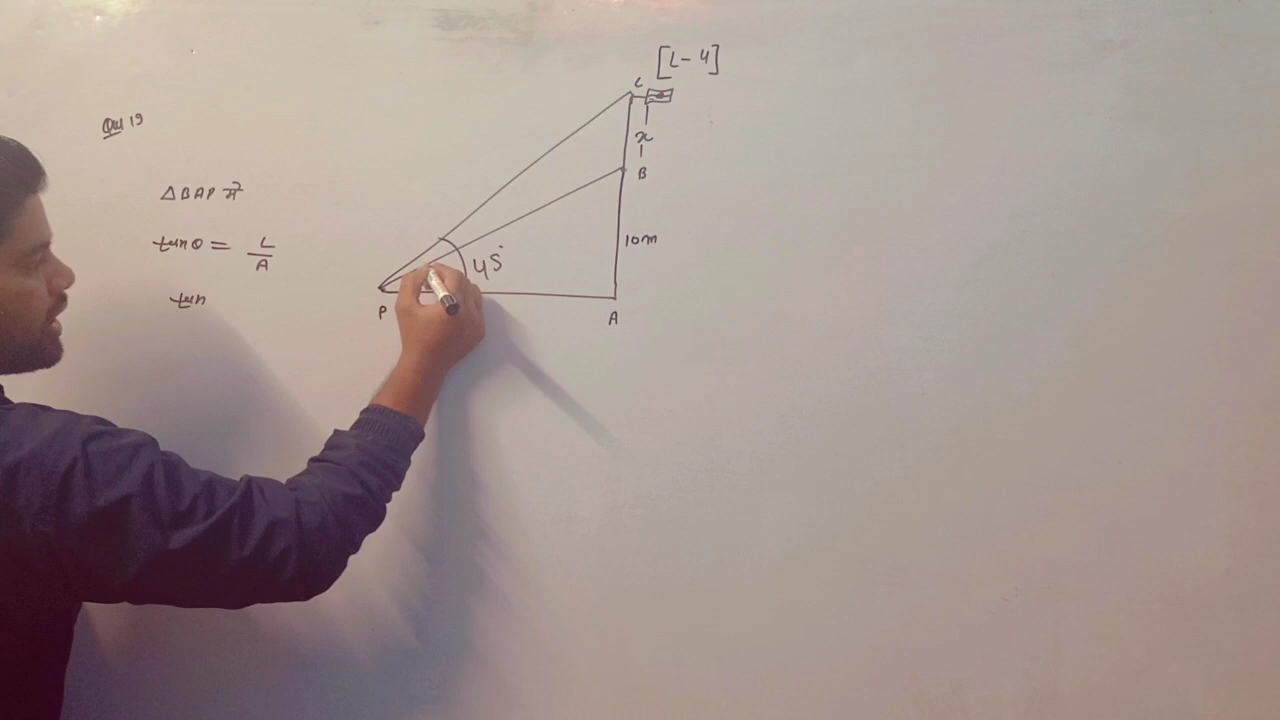 [L-4]
C
x
B
10m
45°
P
A
Qu 19
△BAP में
tanθ = L/A
tan